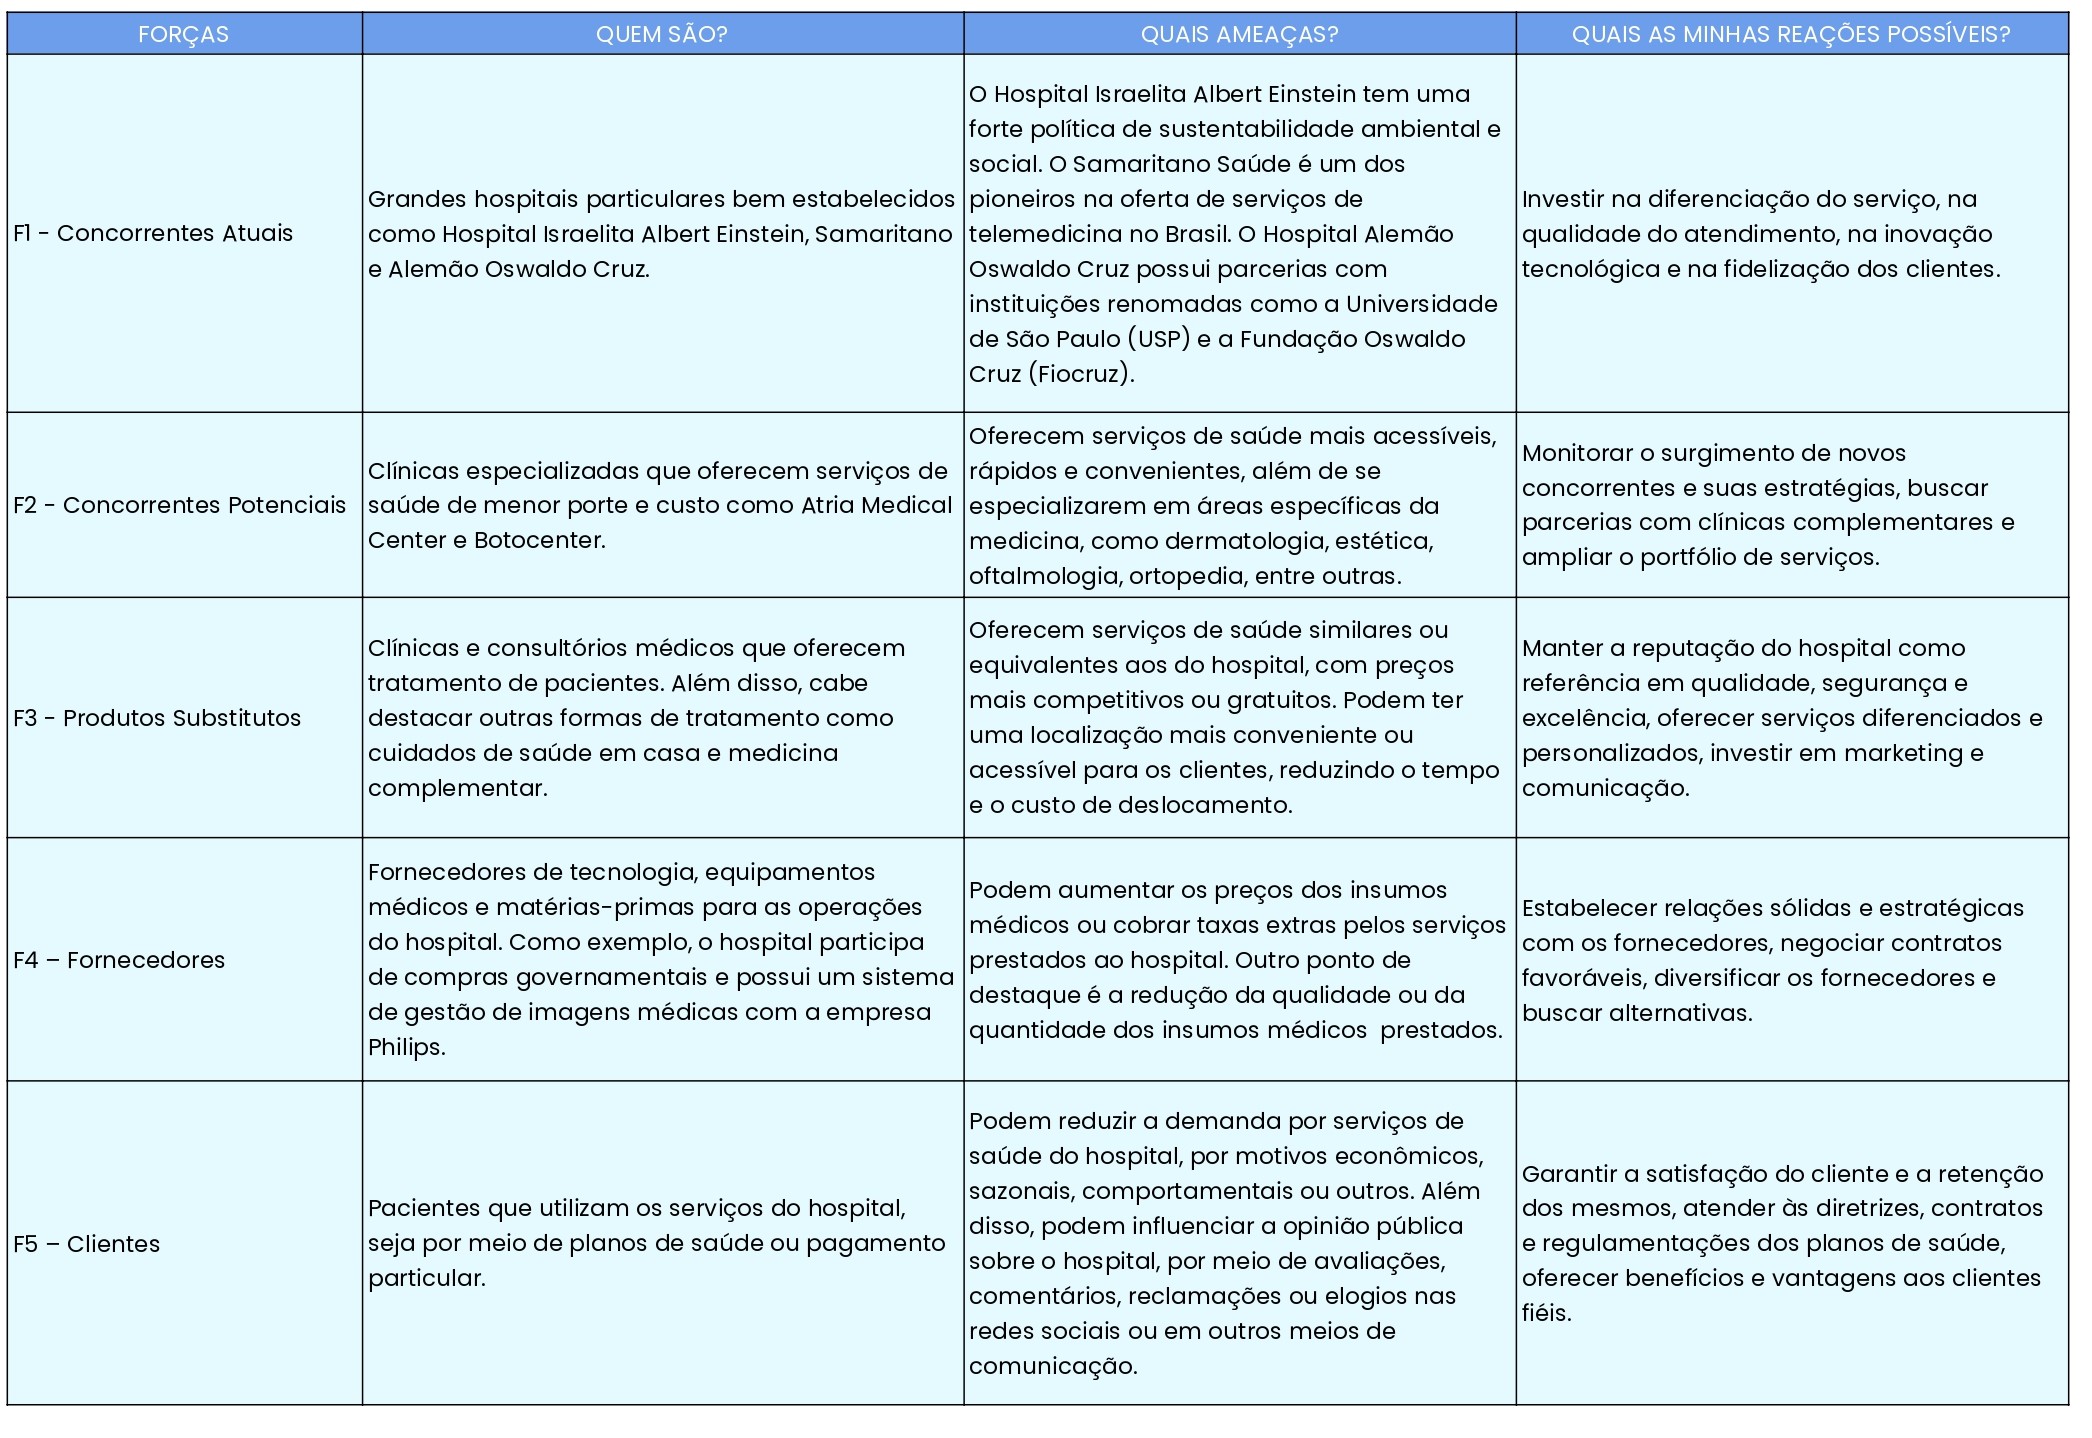 FORÇAS
QUEM SÃO?
QUAIS AMEAÇAS?
QUAIS AS MINHAS REAÇÕES POSSÍVEIS?
F1 - Concorrentes Atuais
Grandes hospitais particulares bem estabelecidos
como Hospital Israelita Albert Einstein, Samaritano
e Alemão Oswaldo Cruz.
O Hospital Israelita Albert Einstein tem uma
forte política de sustentabilidade ambiental e
social. O Samaritano Saúde é um dos
pioneiros na oferta de serviços de
telemedicina no Brasil. O Hospital Alemão
Oswaldo Cruz possui parcerias com
instituições renomadas como a Universidade
de São Paulo (USP) e a Fundação Oswaldo
Cruz (Fiocruz).
Investir na diferenciação do serviço, na
qualidade do atendimento, na inovação
tecnológica e na fidelização dos clientes.
F2 - Concorrentes Potenciais
Clínicas especializadas que oferecem serviços de
saúde de menor porte e custo como Atria Medical
Center e Botocenter.
Oferecem serviços de saúde mais acessíveis,
rápidos e convenientes, além de se
especializarem em áreas específicas da
medicina, como dermatologia, estética,
oftalmologia, ortopedia, entre outras.
Monitorar o surgimento de novos
concorrentes e suas estratégias, buscar
parcerias com clínicas complementares e
ampliar o portfólio de serviços.
F3 - Produtos Substitutos
Clínicas e consultórios médicos que oferecem
tratamento de pacientes. Além disso, cabe
destacar outras formas de tratamento como
cuidados de saúde em casa e medicina
complementar.
Oferecem serviços de saúde similares ou
equivalentes aos do hospital, com preços
mais competitivos ou gratuitos. Podem ter
uma localização mais conveniente ou
acessível para os clientes, reduzindo o tempo
e o custo de deslocamento.
Manter a reputação do hospital como
referência em qualidade, segurança e
excelência, oferecer serviços diferenciados e
personalizados, investir em marketing e
comunicação.
F4 – Fornecedores
Fornecedores de tecnologia, equipamentos
médicos e matérias-primas para as operações
do hospital. Como exemplo, o hospital participa
de compras governamentais e possui um sistema
de gestão de imagens médicas com a empresa
Philips.
Podem aumentar os preços dos insumos
médicos ou cobrar taxas extras pelos serviços
prestados ao hospital. Outro ponto de
destaque é a redução da qualidade ou da
quantidade dos insumos médicos  prestados.
Estabelecer relações sólidas e estratégicas
com os fornecedores, negociar contratos
favoráveis, diversificar os fornecedores e
buscar alternativas.
F5 – Clientes
Pacientes que utilizam os serviços do hospital,
seja por meio de planos de saúde ou pagamento
particular.
Podem reduzir a demanda por serviços de
saúde do hospital, por motivos econômicos,
sazonais, comportamentais ou outros. Além
disso, podem influenciar a opinião pública
sobre o hospital, por meio de avaliações,
comentários, reclamações ou elogios nas
redes sociais ou em outros meios de
comunicação.
Garantir a satisfação do cliente e a retenção
dos mesmos, atender às diretrizes, contratos
e regulamentações dos planos de saúde,
oferecer benefícios e vantagens aos clientes
fiéis.